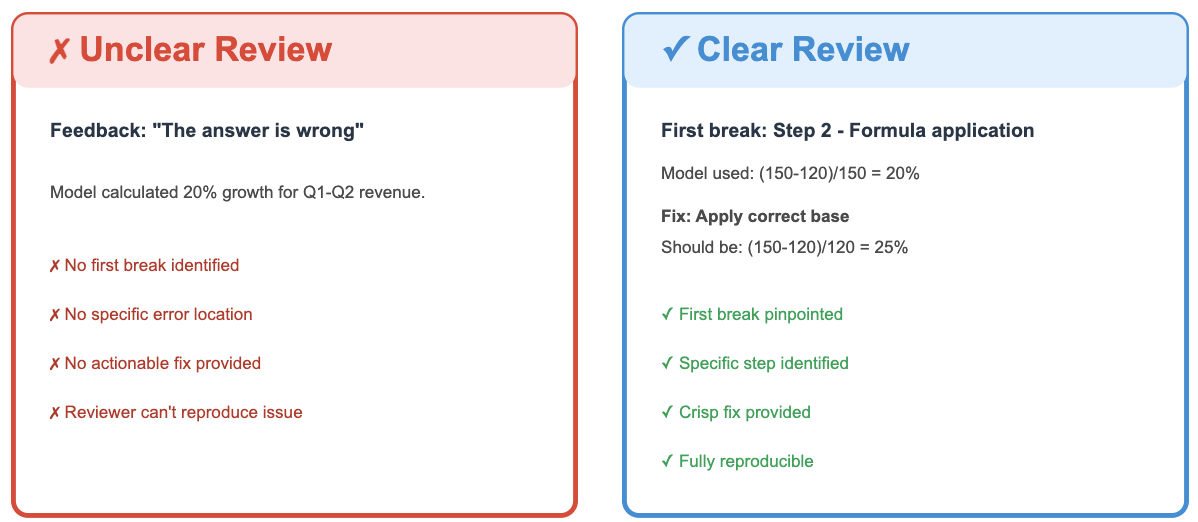 ✗ Unclear Review
Feedback: "The answer is wrong"
Model calculated 20% growth for Q1-Q2 revenue.
✗ No first break identified
✗ No specific error location
✗ No actionable fix provided
✗ Reviewer can't reproduce issue
✓ Clear Review
First break: Step 2 - Formula application
Model used: (150-120)/150 = 20%
Fix: Apply correct base
Should be: (150-120)/120 = 25%
✓ First break pinpointed
✓ Specific step identified
✓ Crisp fix provided
✓ Fully reproducible